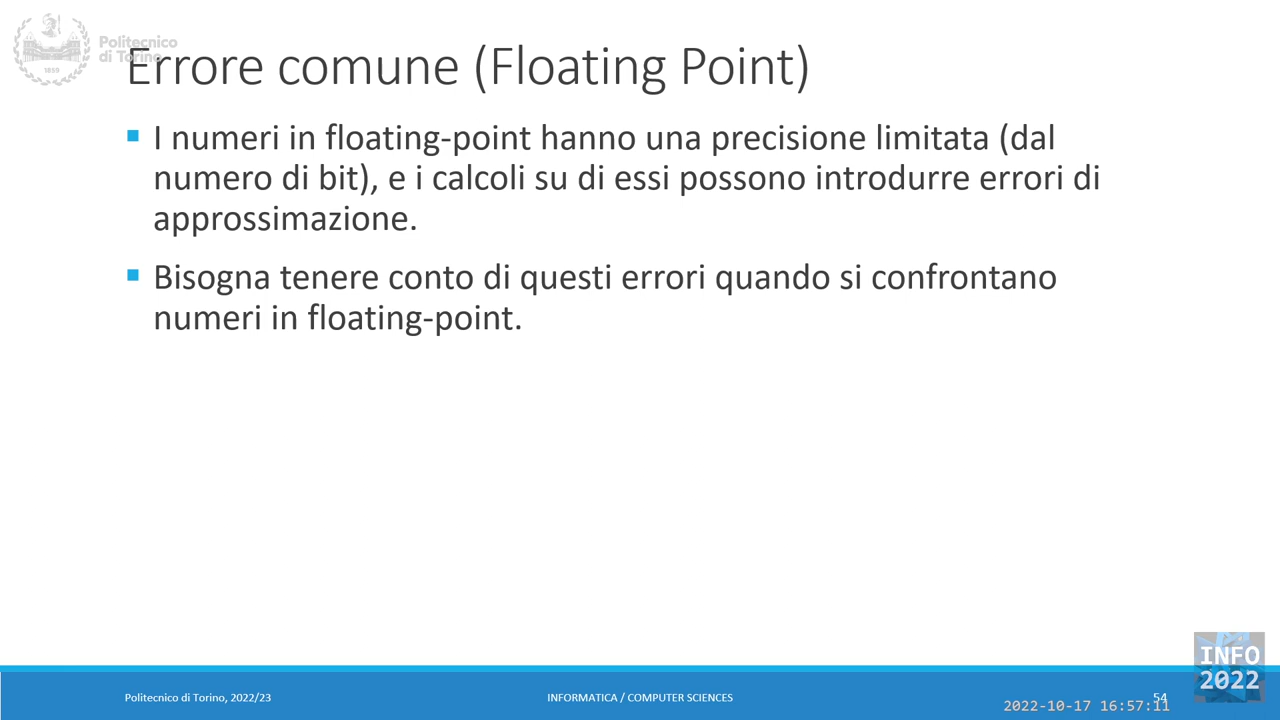 Politecnico
di Torino
1859
Errore comune (Floating Point)
I numeri in floating-point hanno una precisione limitata (dal
numero di bit), e i calcoli su di essi possono introdurre errori di
approssimazione.
Bisogna tenere conto di questi errori quando si confrontano
numeri in floating-point.
INFO
2022
Politecnico di Torino, 2022/23
INFORMATICA / COMPUTER SCIENCES
54
2022-10-17 16:57:11